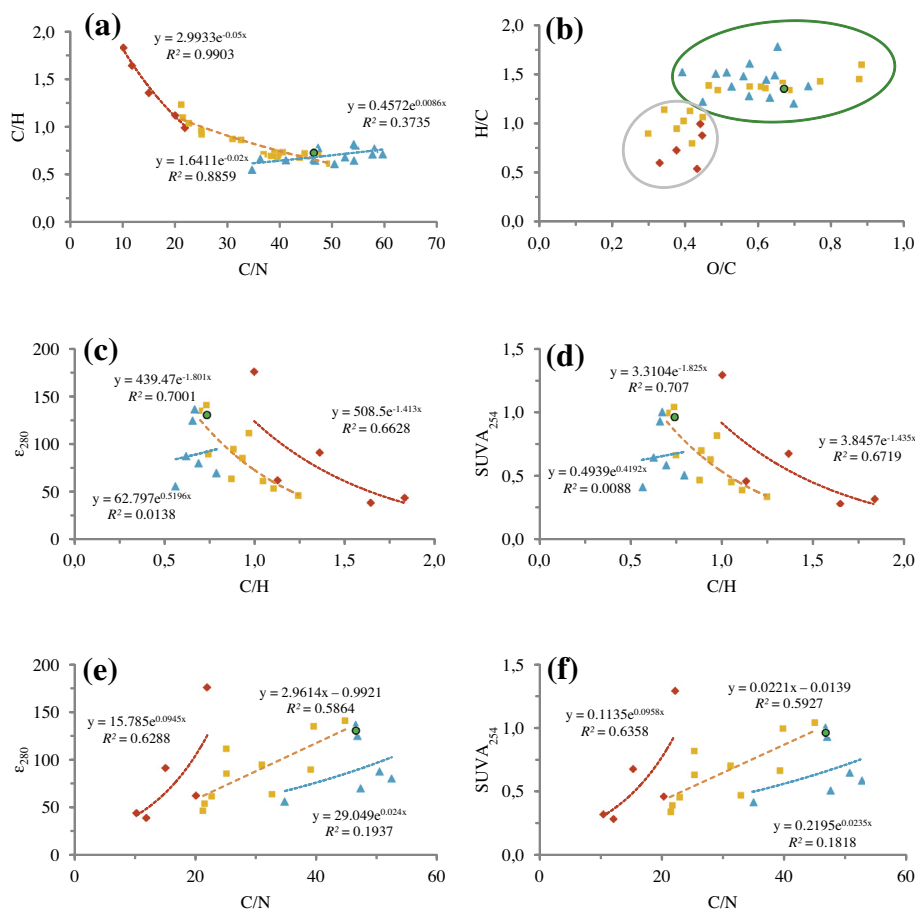 (a)
y = 2.9933e^-0.05x
R² = 0.9903
y = 0.4572e^0.0086x
R² = 0.3735
y = 1.6411e^-0.02x
R² = 0.8859
C/H
2,0
1,5
1,0
0,5
0,0
0 10 20 30 40 50 60 70
C/N
(b)
H/C
2,0
1,5
1,0
0,5
0,0
0,0 0,2 0,4 0,6 0,8 1,0
O/C
(c)
y = 439.47e^-1.801x
R² = 0.7001
y = 508.5e^-1.413x
R² = 0.6628
y = 62.797e^0.5196x
R² = 0.0138
ε280
200
150
100
50
0
0,0 0,5 1,0 1,5 2,0
C/H
(d)
y = 3.3104e^-1.825x
R² = 0.707
y = 3.8457e^-1.435x
R² = 0.6719
y = 0.4939e^0.4192x
R² = 0.0088
SUVA254
1,5
1,0
0,5
0,0
0,0 0,5 1,0 1,5 2,0
C/H
(e)
y = 2.9614x – 0.9921
R² = 0.5864
y = 15.785e^0.0945x
R² = 0.6288
y = 29.049e^0.024x
R² = 0.1937
ε280
200
150
100
50
0
0 20 40 60
C/N
(f)
y = 0.0221x – 0.0139
R² = 0.5927
y = 0.1135e^0.0958x
R² = 0.6358
y = 0.2195e^0.0235x
R² = 0.1818
SUVA254
1,5
1,0
0,5
0,0
0 20 40 60
C/N